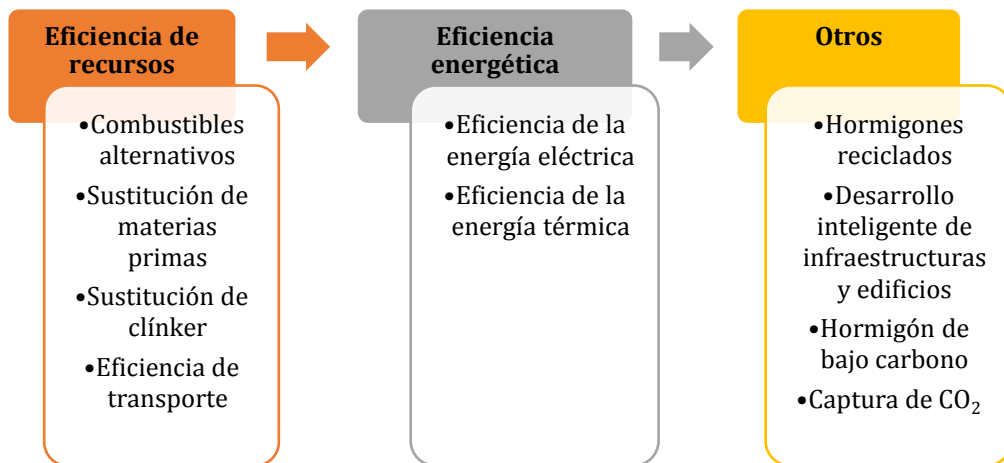 Eficiencia de
recursos
•Combustibles
alternativos
•Sustitución de
materias
primas
•Sustitución de
clínker
•Eficiencia de
transporte
Eficiencia
energética
•Eficiencia de la
energía eléctrica
•Eficiencia de la
energía térmica
Otros
•Hormigones
reciclados
•Desarrollo
inteligente de
infraestructuras
y edificios
•Hormigón de
bajo carbono
•Captura de CO₂